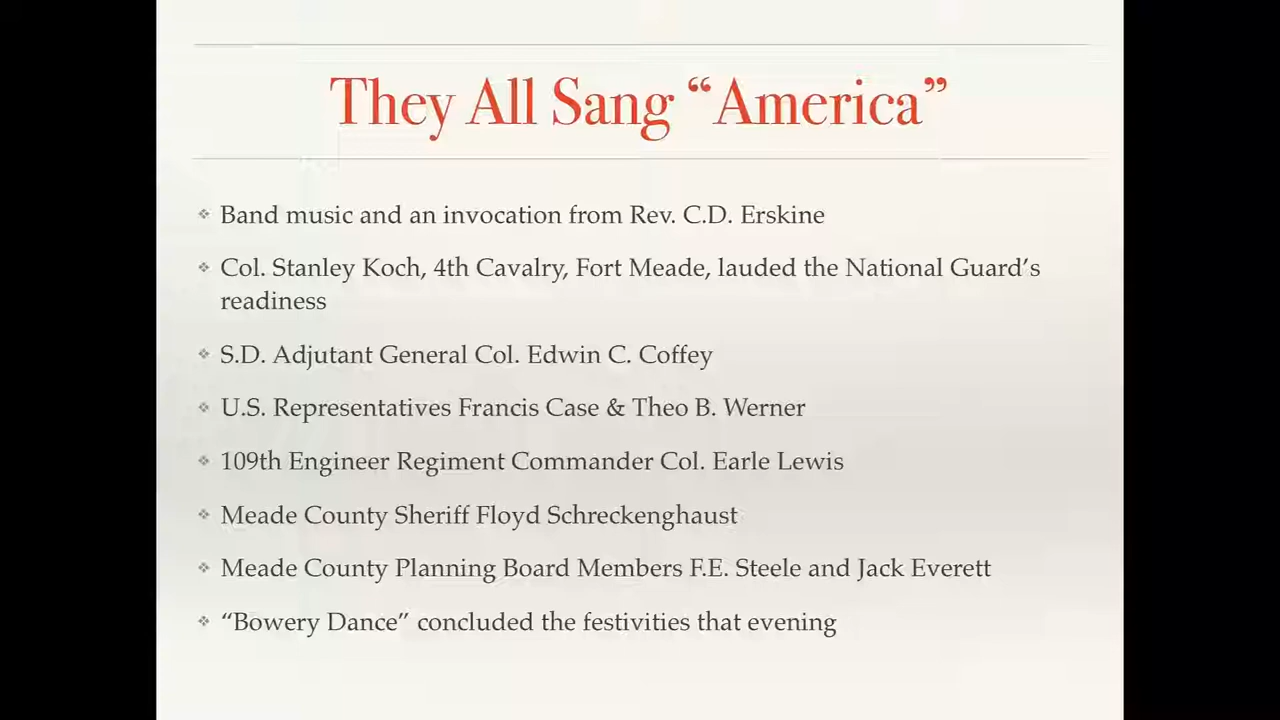 They All Sang “America”
❖ Band music and an invocation from Rev. C.D. Erskine
❖ Col. Stanley Koch, 4th Cavalry, Fort Meade, lauded the National Guard’s
readiness
❖ S.D. Adjutant General Col. Edwin C. Coffey
❖ U.S. Representatives Francis Case & Theo B. Werner
❖ 109th Engineer Regiment Commander Col. Earle Lewis
❖ Meade County Sheriff Floyd Schreckenghaust
❖ Meade County Planning Board Members F.E. Steele and Jack Everett
❖ “Bowery Dance” concluded the festivities that evening